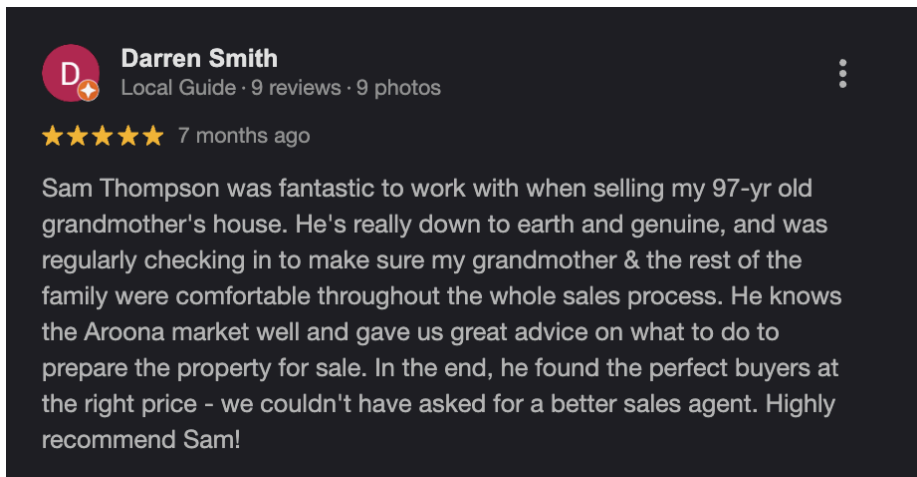 D
Darren Smith
Local Guide · 9 reviews · 9 photos
7 months ago
Sam Thompson was fantastic to work with when selling my 97-yr old
grandmother's house. He's really down to earth and genuine, and was
regularly checking in to make sure my grandmother & the rest of the
family were comfortable throughout the whole sales process. He knows
the Aroona market well and gave us great advice on what to do to
prepare the property for sale. In the end, he found the perfect buyers at
the right price - we couldn't have asked for a better sales agent. Highly
recommend Sam!